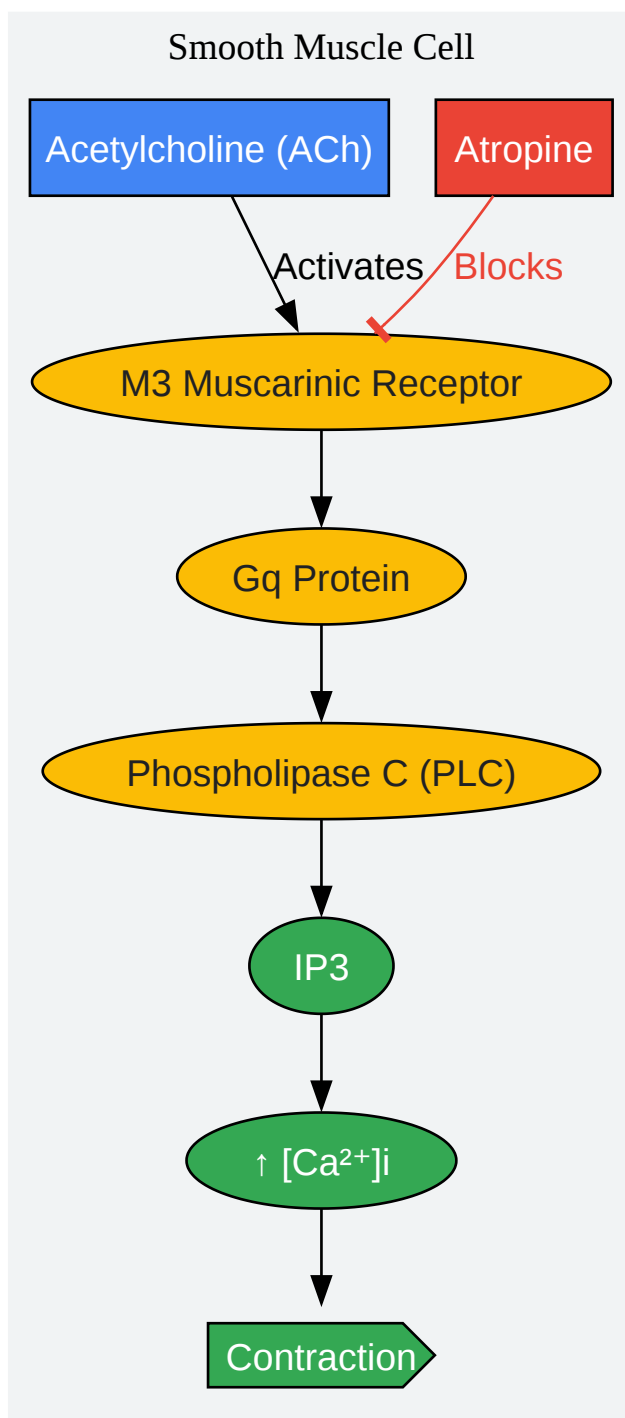 Smooth Muscle Cell
Acetylcholine (ACh)
Atropine
Activates
Blocks
M3 Muscarinic Receptor
Gq Protein
Phospholipase C (PLC)
IP3
↑ [Ca²⁺]i
Contraction